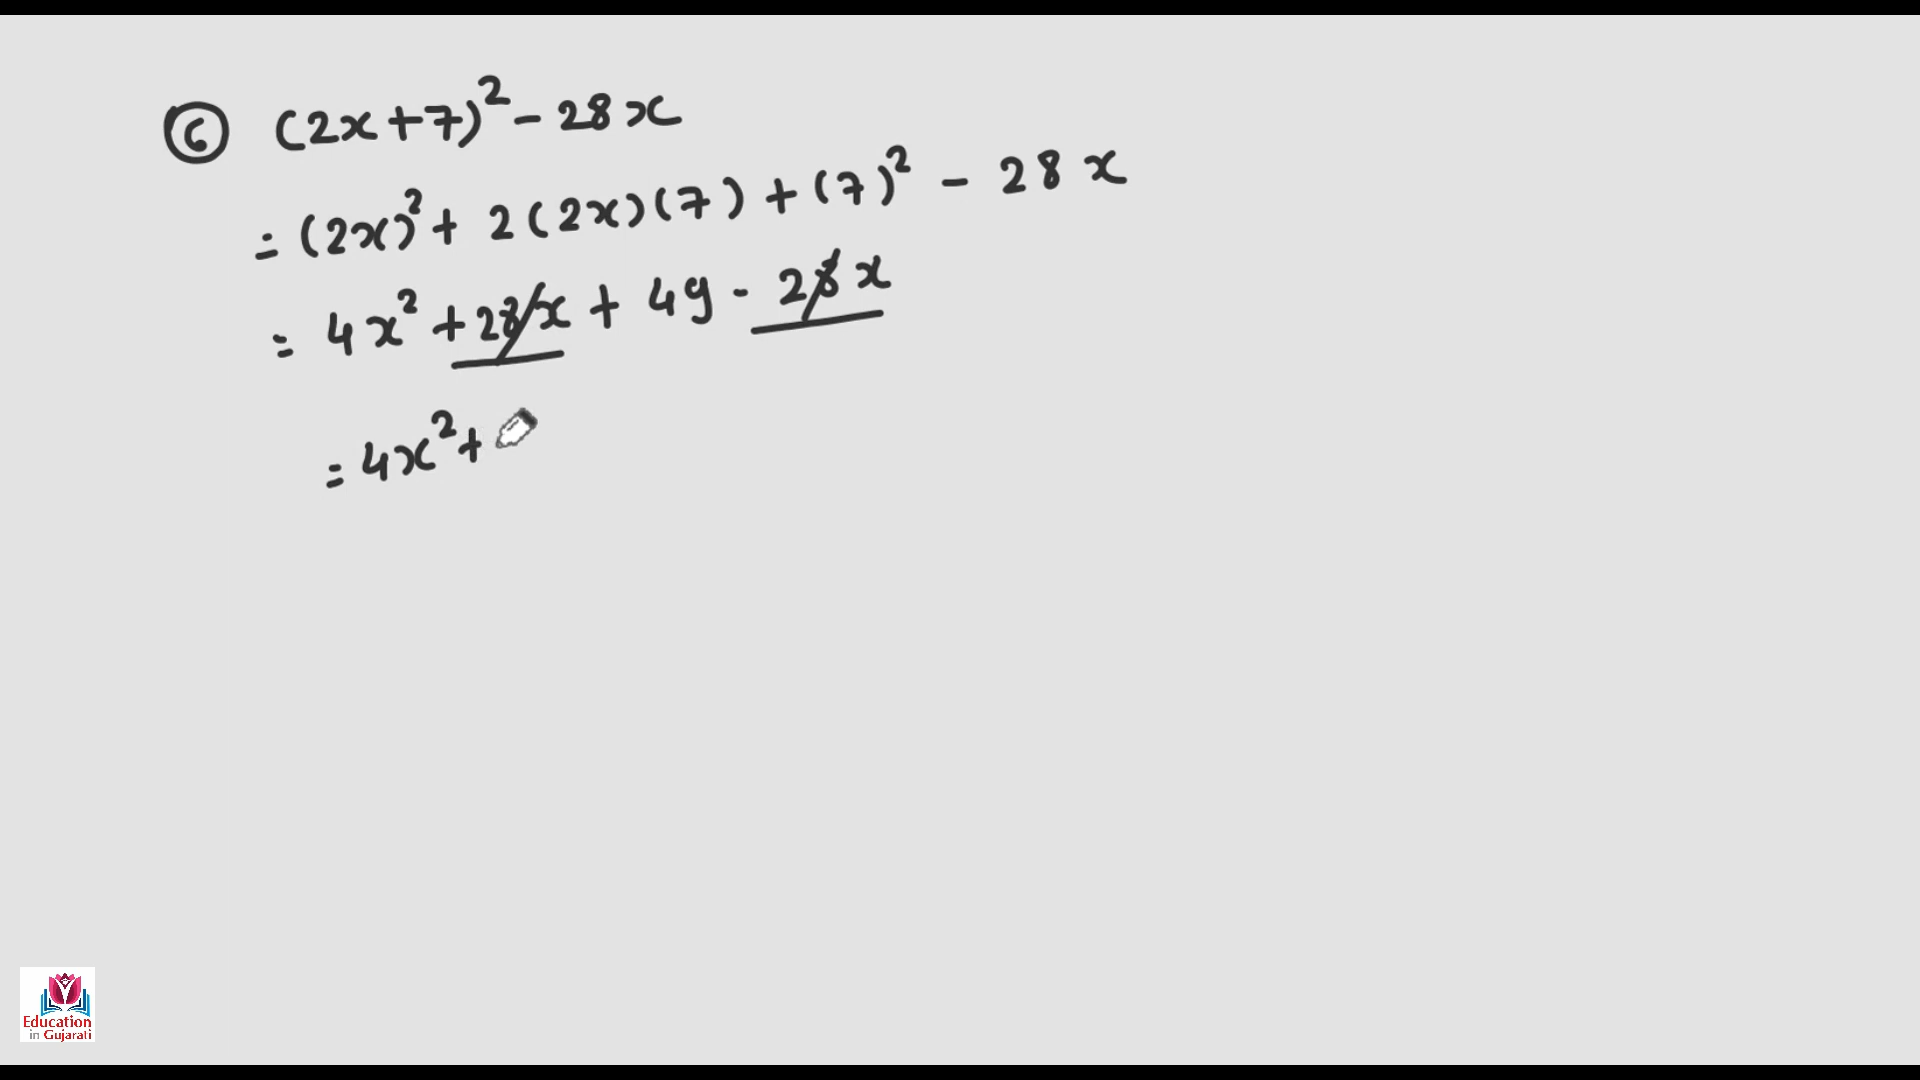 6 (2x+7)² - 28x
= (2x)² + 2(2x)(7) + (7)² - 28x
= 4x² + 28x + 49 - 28x
= 4x² +
Education
in Gujarati